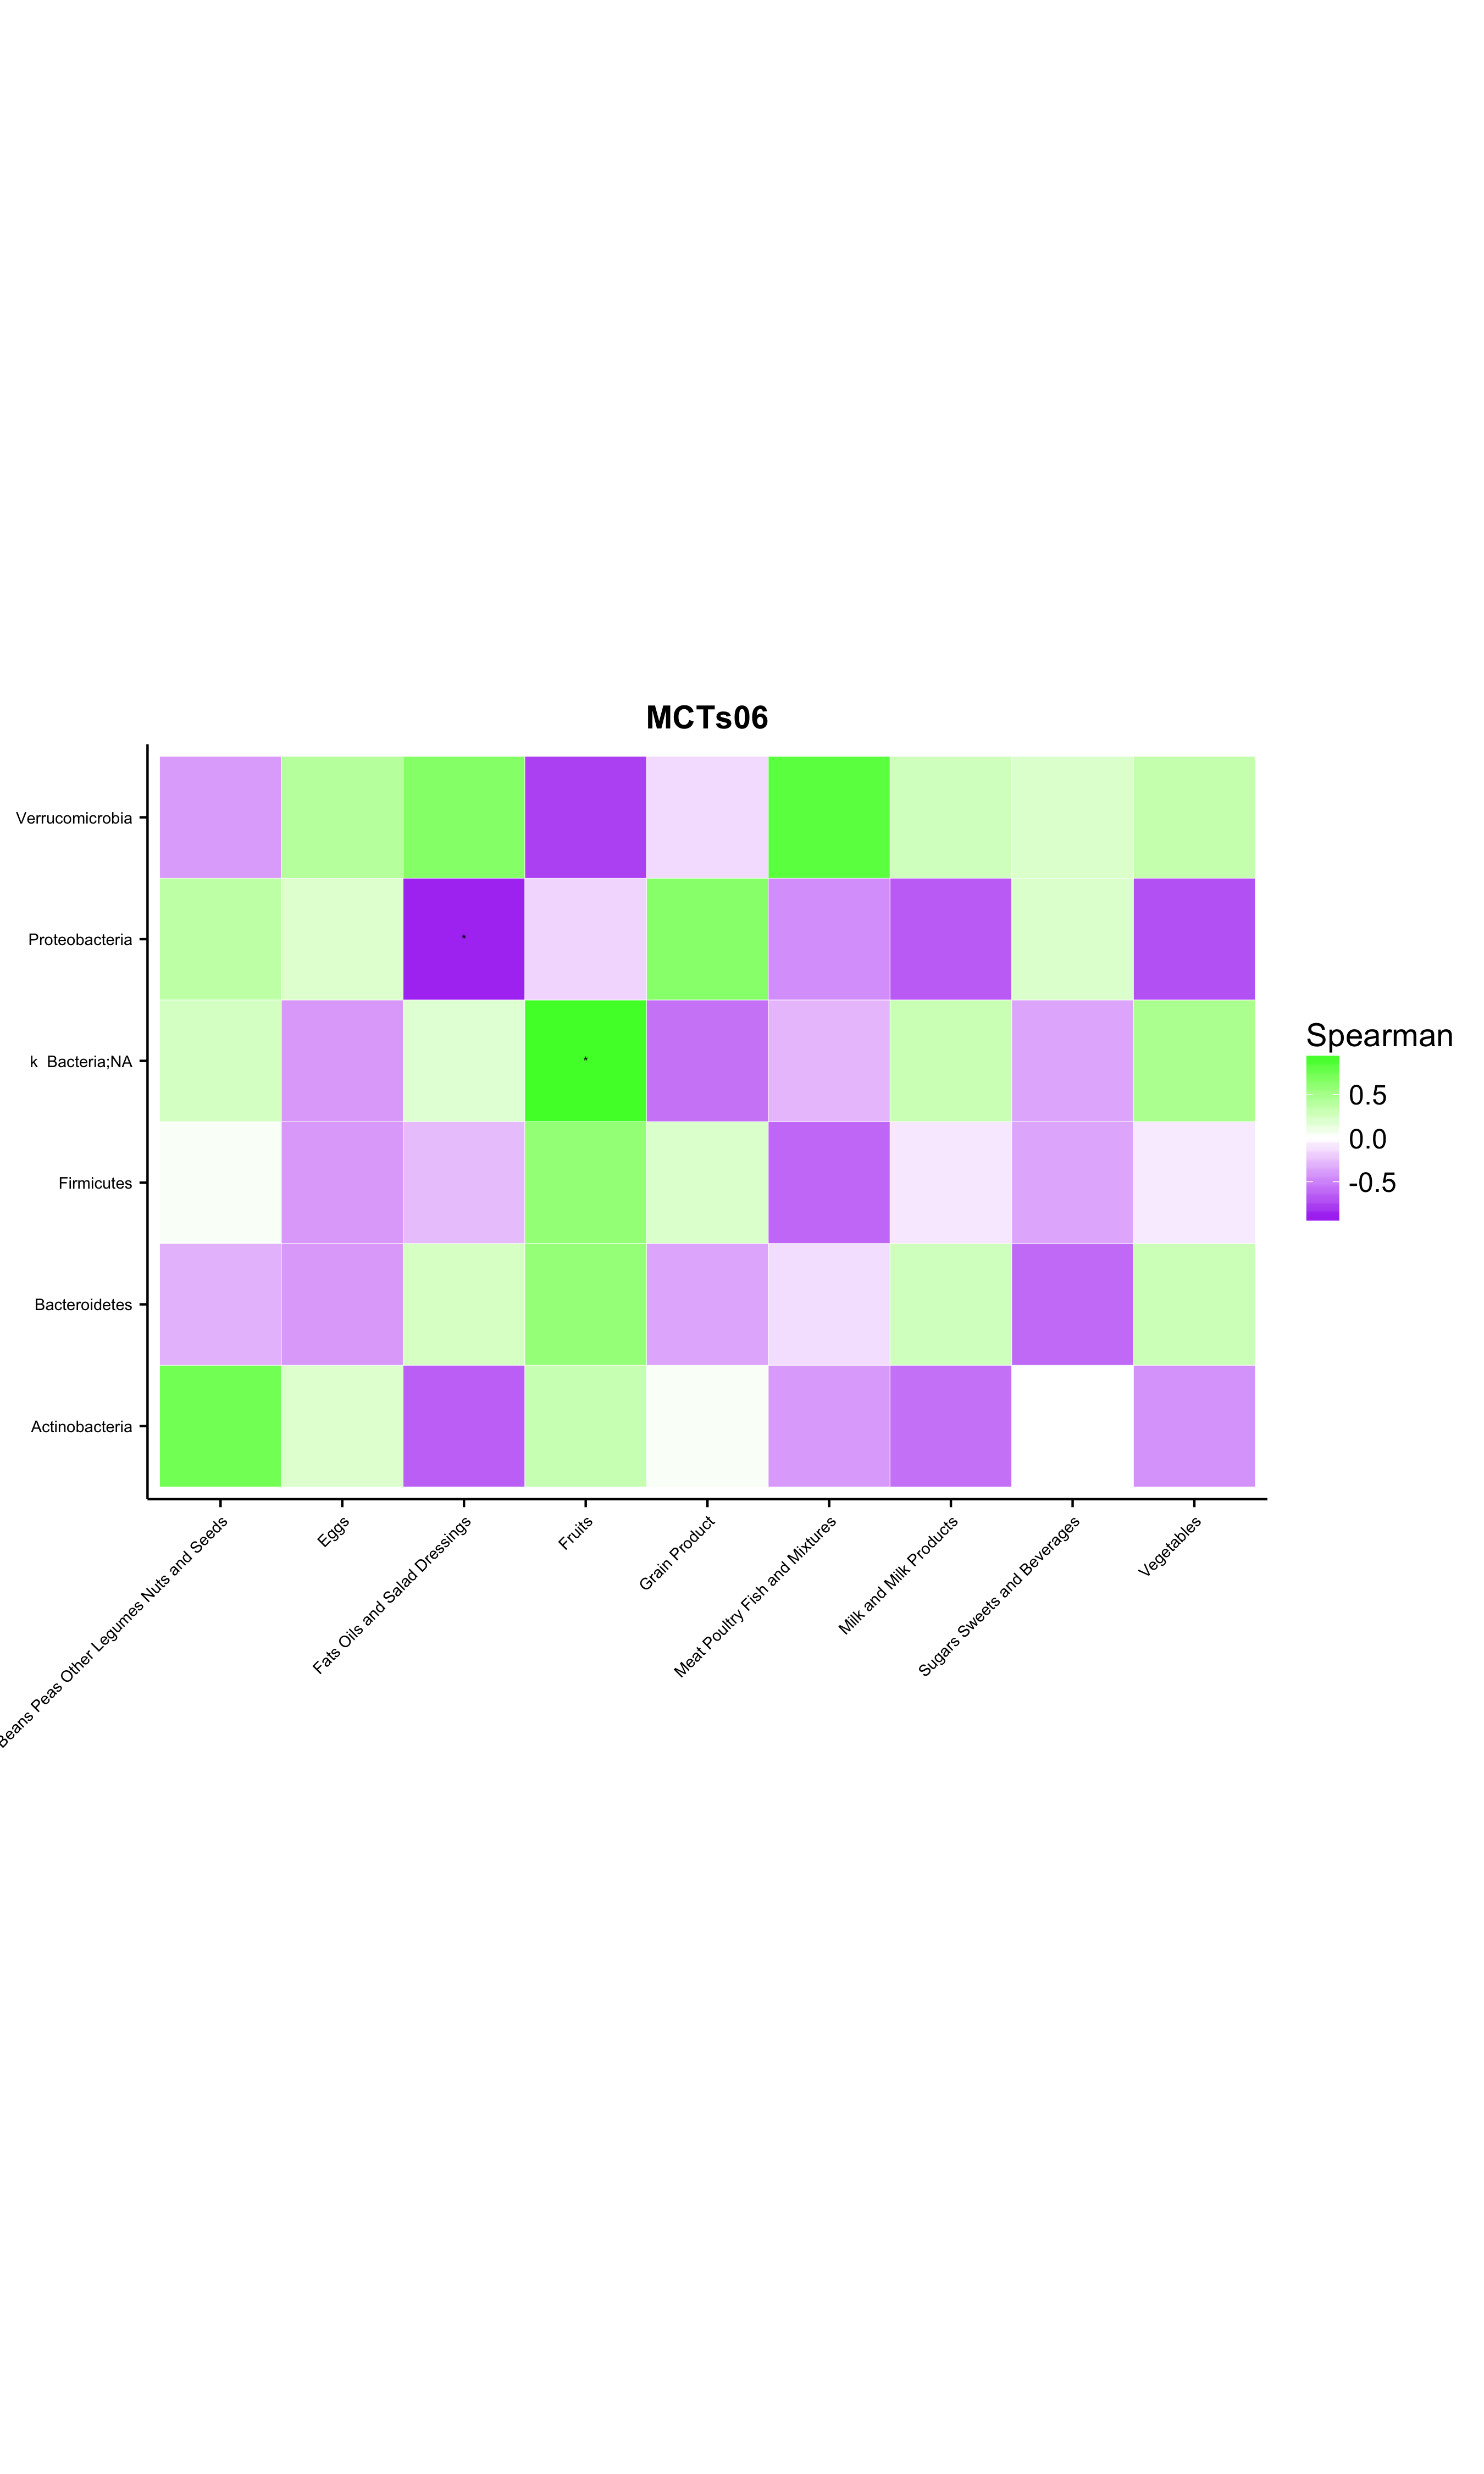 MCTs06
Verrucomicrobia
Proteobacteria
*
k Bacteria;NA
*
Firmicutes
Bacteroidetes
Actinobacteria
Spearman
0.5
0.0
-0.5
Beans Peas Other Legumes Nuts and Seeds
Eggs
Fats Oils and Salad Dressings
Fruits
Grain Product
Meat Poultry Fish and Mixtures
Milk and Milk Products
Sugars Sweets and Beverages
Vegetables